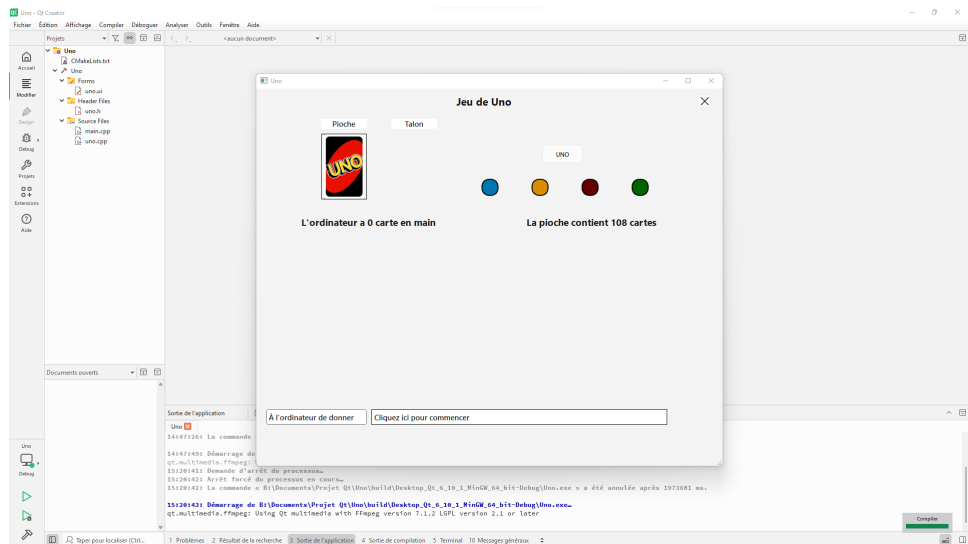 Uno - Qt Creator
Fichier Édition Affichage Compiler Déboguer Analyser Outils Fenêtre Aide
Projets
<aucun document>
Accueil
Modifier
Design
Debug
Projets
Extensions
Aide
Uno
CMakeLists.txt
Uno
Forms
uno.ui
Header Files
uno.h
Source Files
main.cpp
uno.cpp
Documents ouverts
Uno
Jeu de Uno
Pioche Talon
UNO
UNO
L'ordinateur a 0 carte en main
La pioche contient 108 cartes
À l'ordinateur de donner
Cliquez ici pour commencer
Sortie de l'application
Uno
14:47:26: La commande
14:47:49: Démarrage de
qt.multimedia.ffmpeg:
15:20:41: Demande d'arrêt du processus…
15:20:42: Arrêt forcé du processus en cours…
15:20:42: La commande « B:\Documents\Projet Qt\Uno\build\Desktop_Qt_6_10_1_MinGW_64_bit-Debug\Uno.exe » a été annulée après 1973601 ms.
15:20:43: Démarrage de B:\Documents\Projet Qt\Uno\build\Desktop_Qt_6_10_1_MinGW_64_bit-Debug\Uno.exe…
qt.multimedia.ffmpeg: Using Qt multimedia with FFmpeg version 7.1.2 LGPL version 2.1 or later
Uno
Debug
Compiler
Taper pour localiser (Ctrl...
1 Problèmes 2 Résultat de la recherche 3 Sortie de l'application 4 Sortie de compilation 5 Terminal 10 Messages généraux